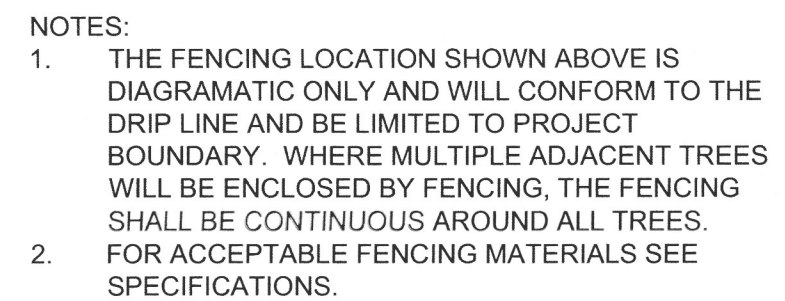 NOTES:
1. THE FENCING LOCATION SHOWN ABOVE IS
DIAGRAMATIC ONLY AND WILL CONFORM TO THE
DRIP LINE AND BE LIMITED TO PROJECT
BOUNDARY. WHERE MULTIPLE ADJACENT TREES
WILL BE ENCLOSED BY FENCING, THE FENCING
SHALL BE CONTINUOUS AROUND ALL TREES.
2. FOR ACCEPTABLE FENCING MATERIALS SEE
SPECIFICATIONS.